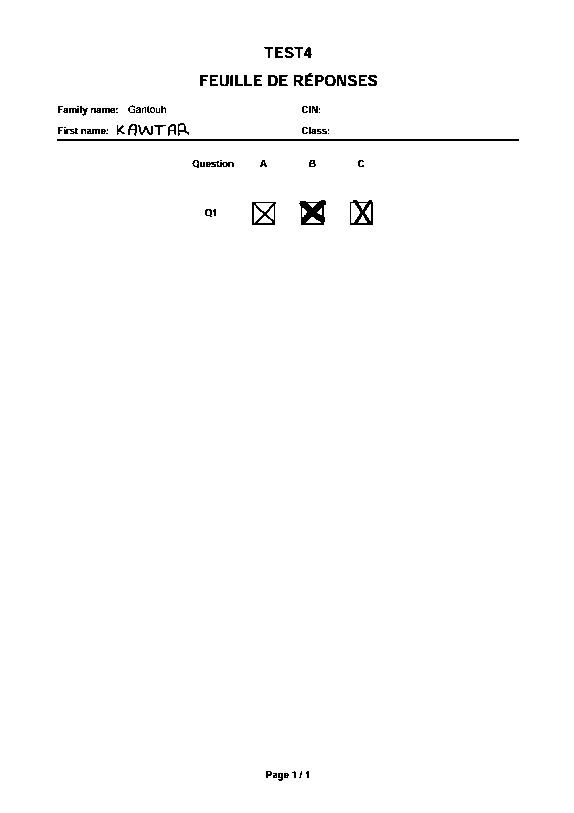 TEST4
FEUILLE DE RÉPONSES
Family name: Gantouh CIN:
First name: KAWTAR Class:
Question A B C
Q1
Page 1 / 1